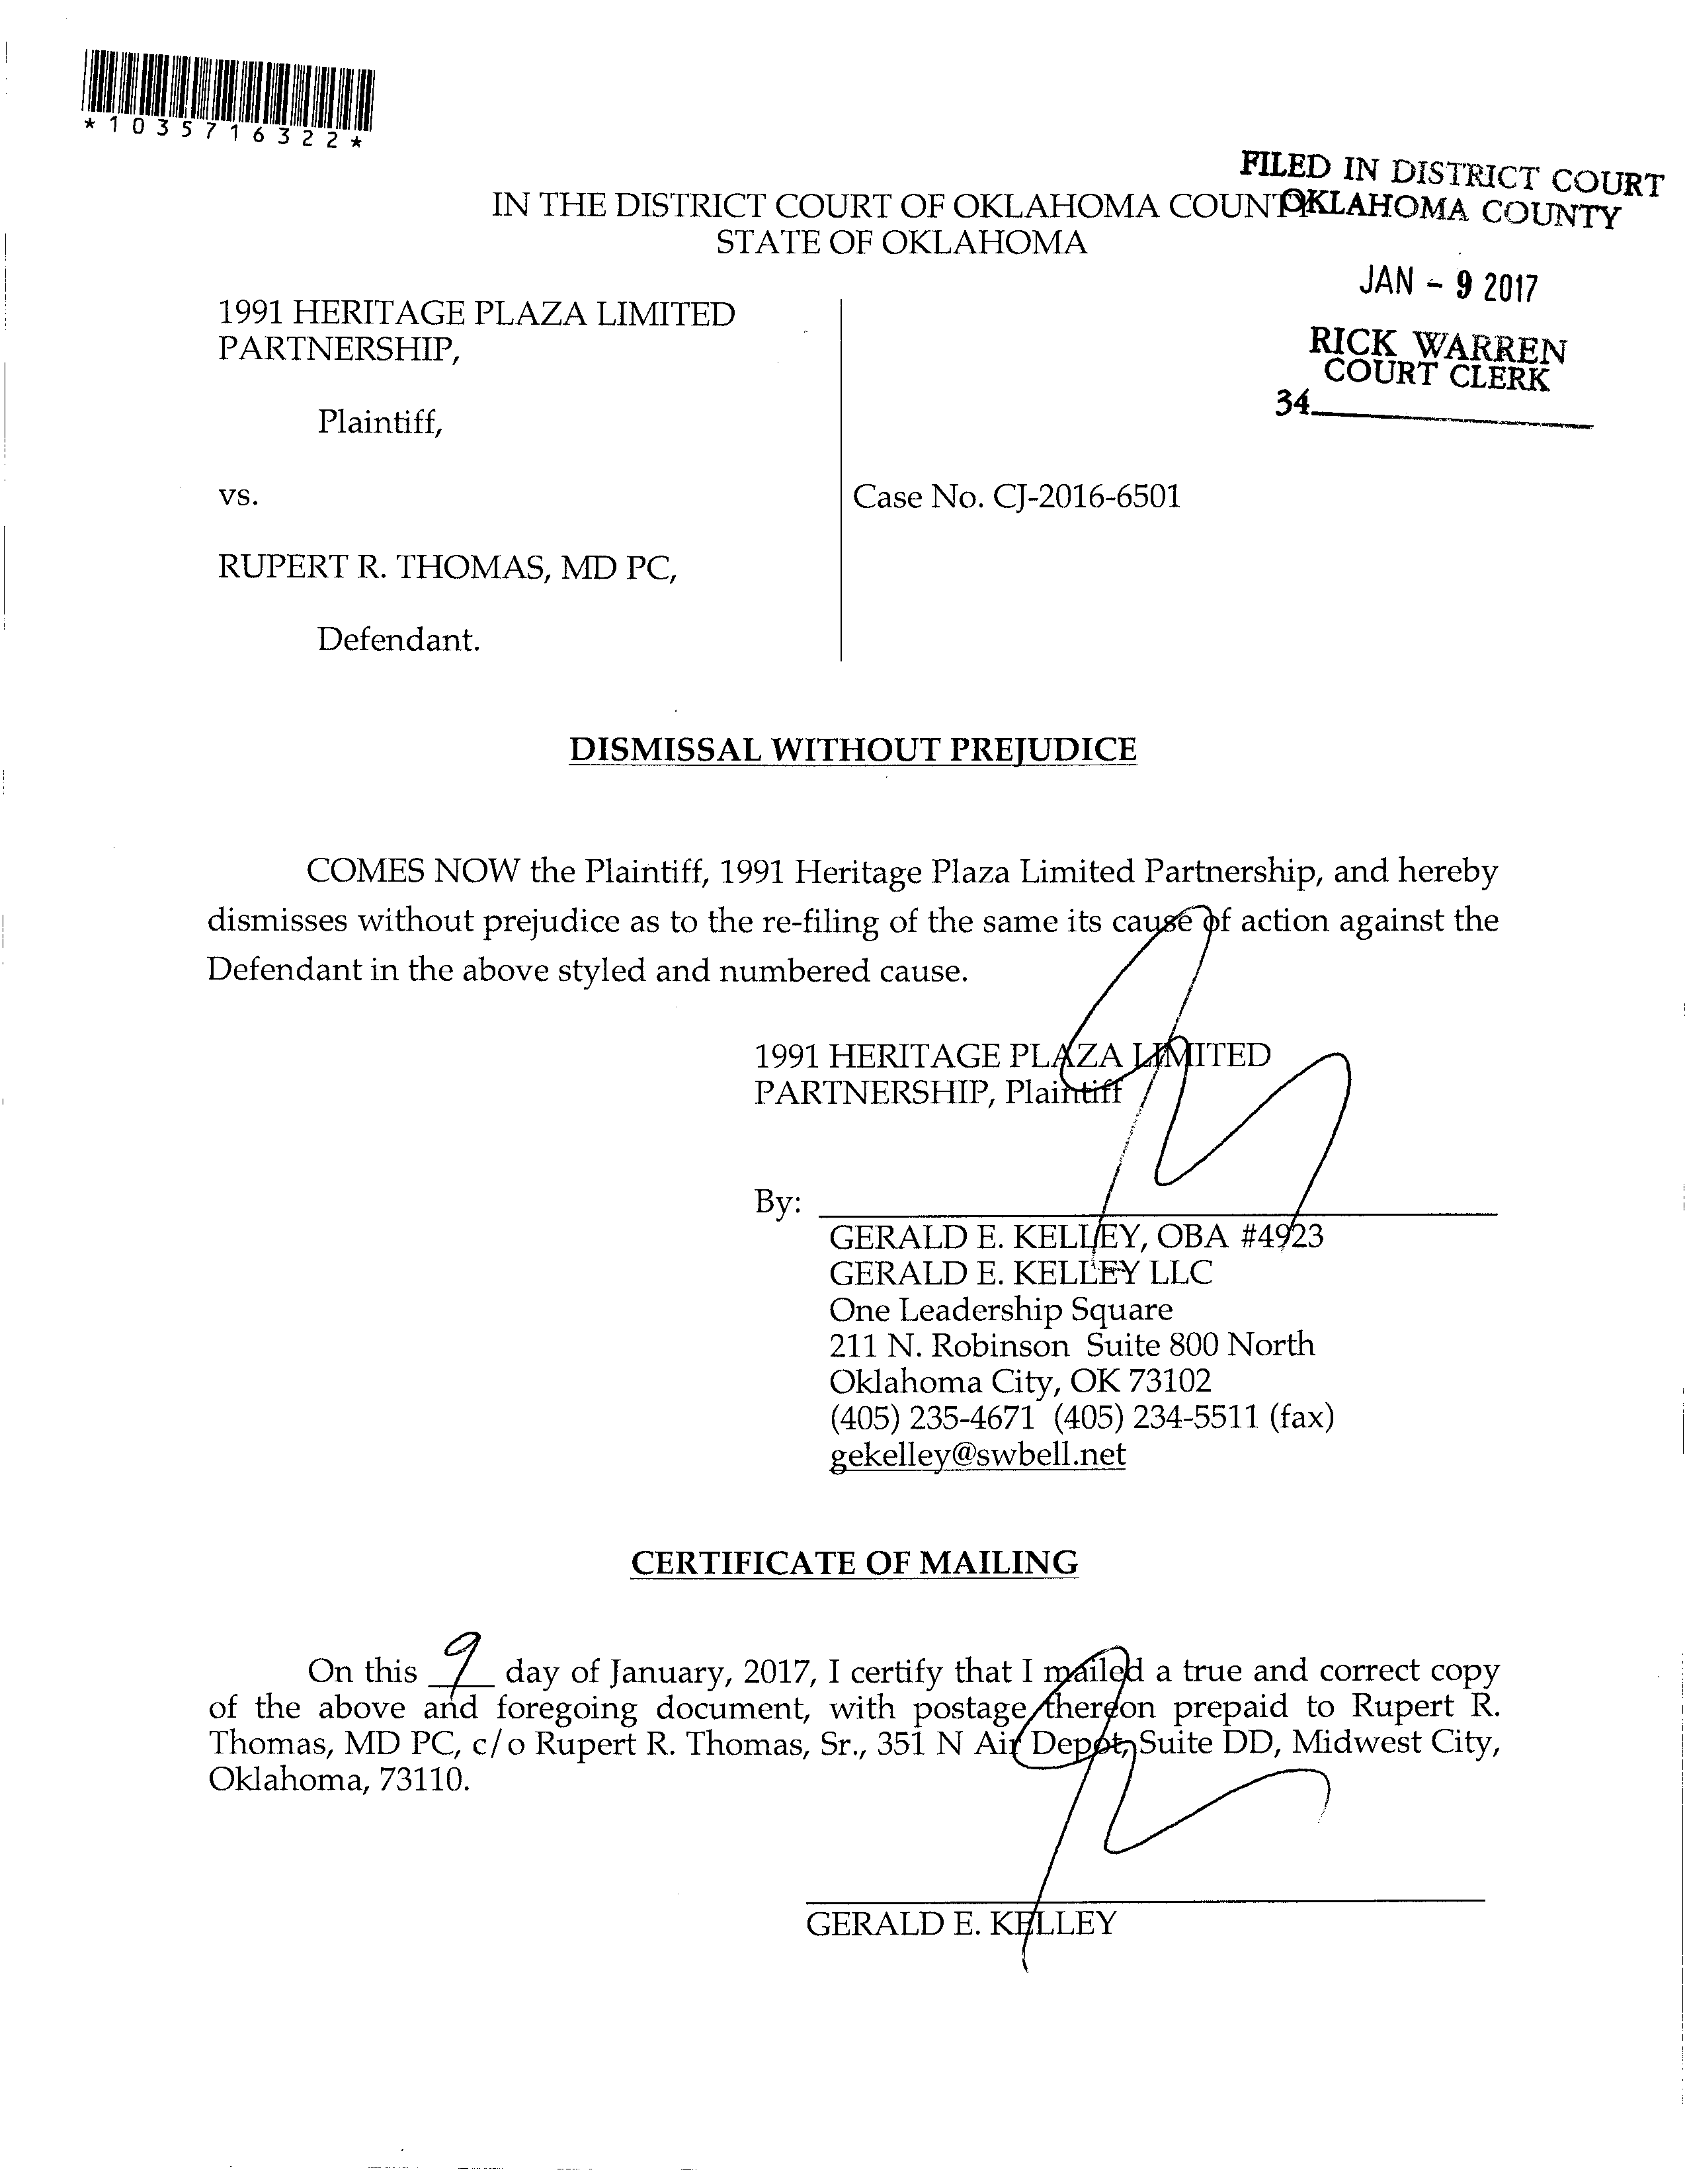 *1035716322*
FILED IN DISTRICT COURT
OKLAHOMA COUNTY
IN THE DISTRICT COURT OF OKLAHOMA COUNTY
STATE OF OKLAHOMA
JAN - 9 2017
RICK WARREN
COURT CLERK
34
1991 HERITAGE PLAZA LIMITED
PARTNERSHIP,
Plaintiff,
vs.
Case No. CJ-2016-6501
RUPERT R. THOMAS, MD PC,
Defendant.
DISMISSAL WITHOUT PREJUDICE
COMES NOW the Plaintiff, 1991 Heritage Plaza Limited Partnership, and hereby
dismisses without prejudice as to the re-filing of the same its cause of action against the
Defendant in the above styled and numbered cause.
1991 HERITAGE PLAZA LIMITED
PARTNERSHIP, Plaintiff
By:
GERALD E. KELLEY, OBA #4923
GERALD E. KELLEY LLC
One Leadership Square
211 N. Robinson Suite 800 North
Oklahoma City, OK 73102
(405) 235-4671 (405) 234-5511 (fax)
gekelley@swbell.net
CERTIFICATE OF MAILING
On this 9 day of January, 2017, I certify that I mailed a true and correct copy
of the above and foregoing document, with postage thereon prepaid to Rupert R.
Thomas, MD PC, c/o Rupert R. Thomas, Sr., 351 N Air Depot, Suite DD, Midwest City,
Oklahoma, 73110.
GERALD E. KELLEY